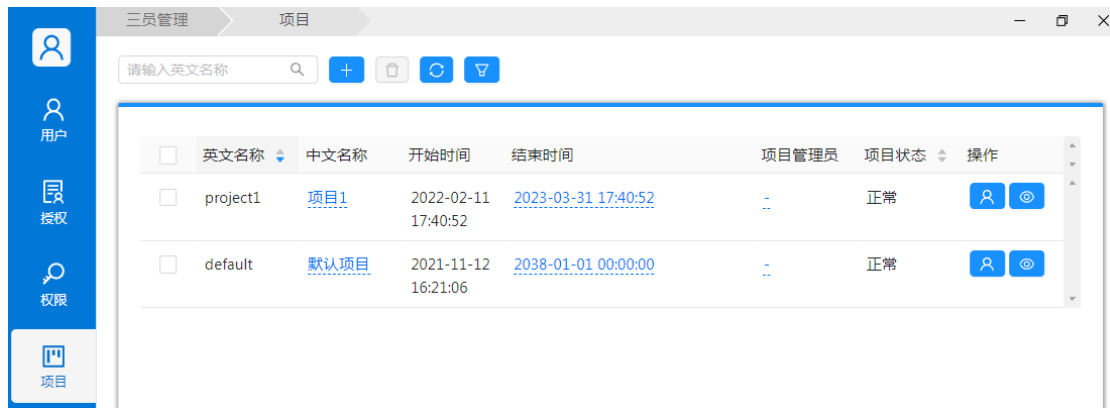 三员管理 项目
请输入英文名称
用户
授权
权限
项目
英文名称 中文名称 开始时间 结束时间 项目管理员 项目状态 操作
project1 项目1 2022-02-11 17:40:52 2023-03-31 17:40:52 - 正常
default 默认项目 2021-11-12 16:21:06 2038-01-01 00:00:00 - 正常